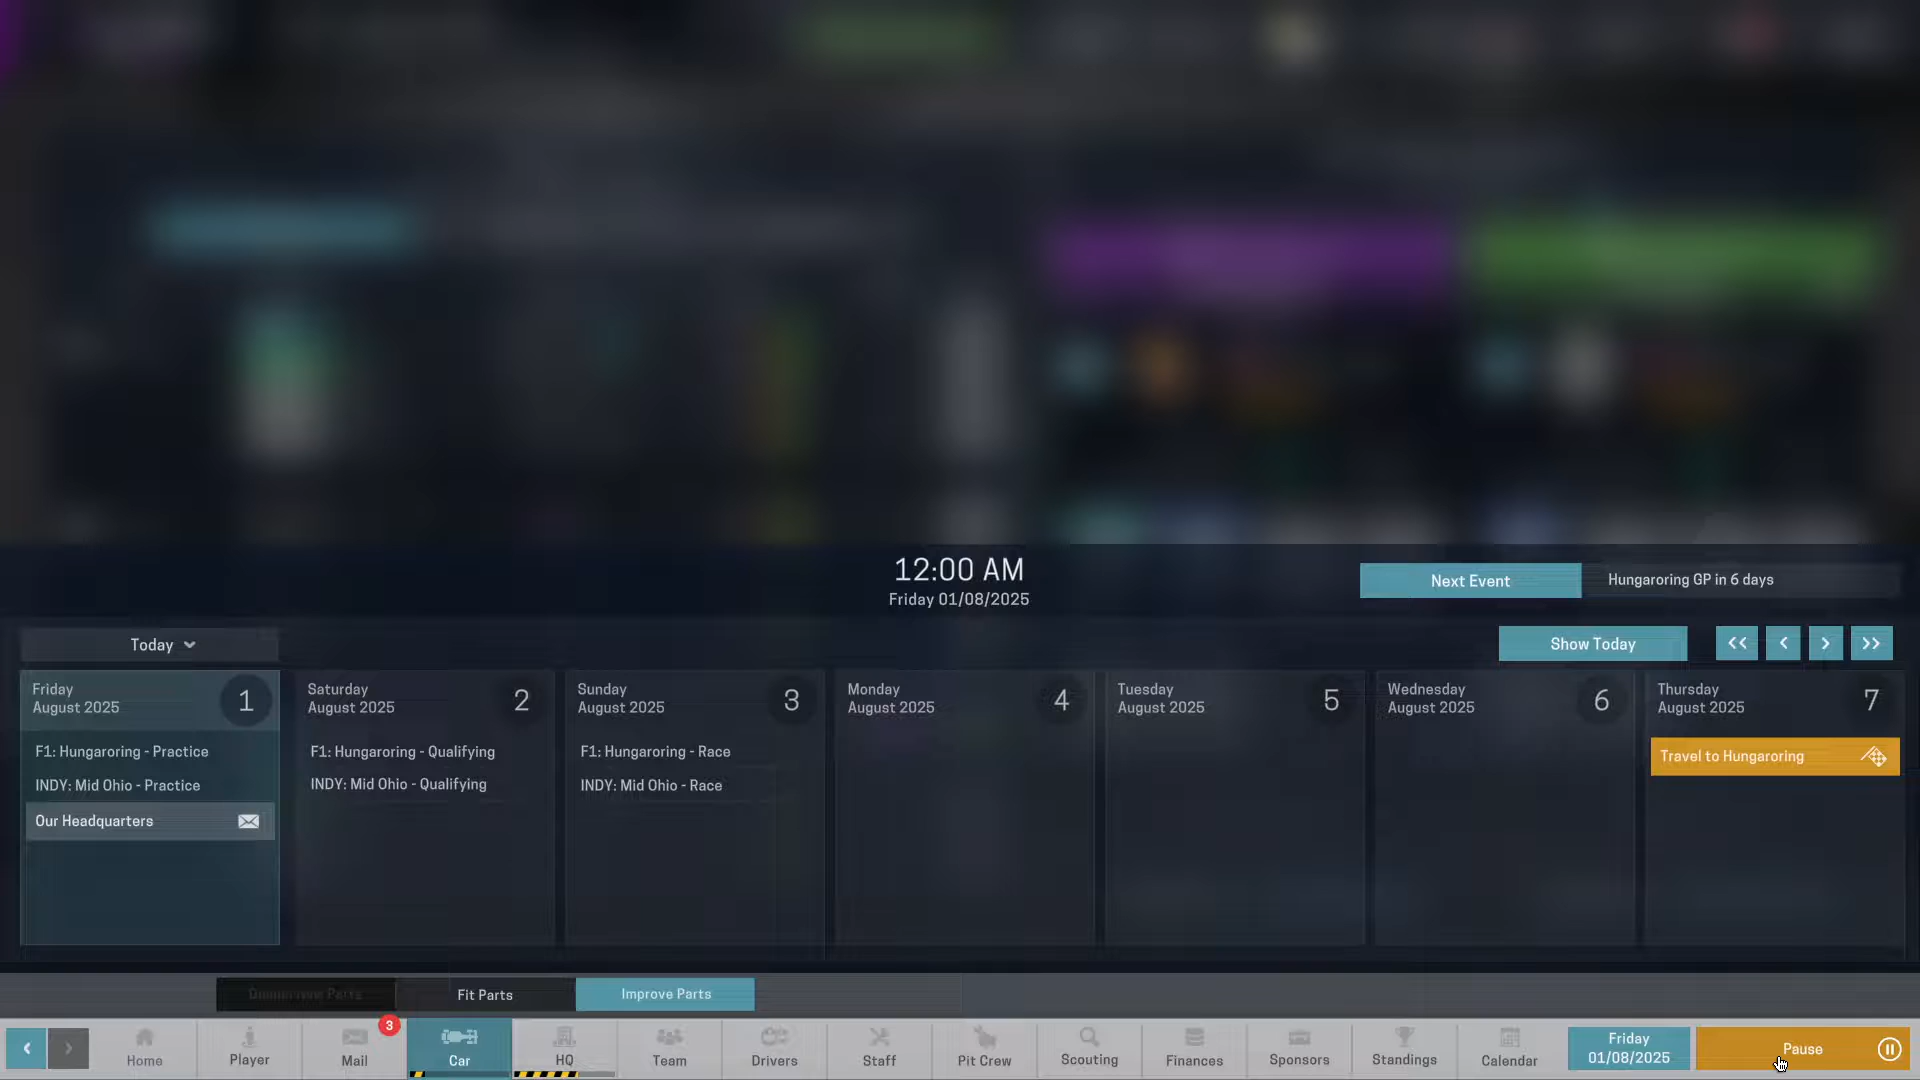 12:00 AM
Friday 01/08/2025
Next Event
Hungaroring GP in 6 days
Today
Show Today
<<
<
>
>>
Friday
August 2025
1
F1: Hungaroring - Practice
INDY: Mid Ohio - Practice
Our Headquarters
Saturday
August 2025
2
F1: Hungaroring - Qualifying
INDY: Mid Ohio - Qualifying
Sunday
August 2025
3
F1: Hungaroring - Race
INDY: Mid Ohio - Race
Monday
August 2025
4
Tuesday
August 2025
5
Wednesday
August 2025
6
Thursday
August 2025
7
Travel to Hungaroring
Fit Parts
Improve Parts
<
>
Home
Player
Mail
3
Car
HQ
Team
Drivers
Staff
Pit Crew
Scouting
Finances
Sponsors
Standings
Calendar
Friday
01/08/2025
Pause